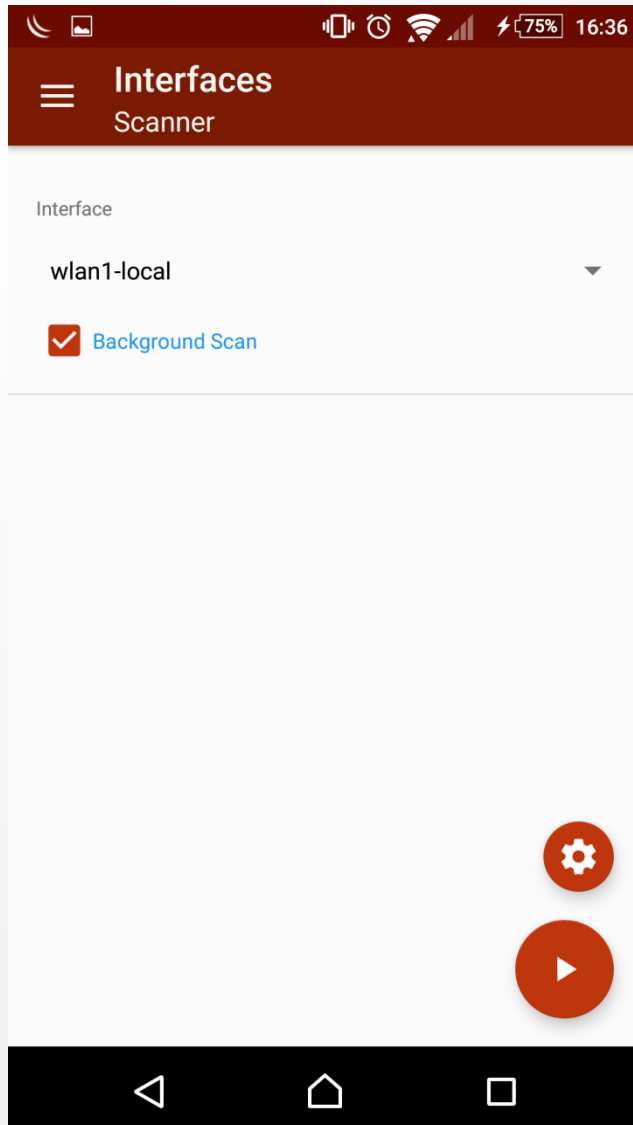 75% 16:36
Interfaces
Scanner
Interface
wlan1-local
Background Scan